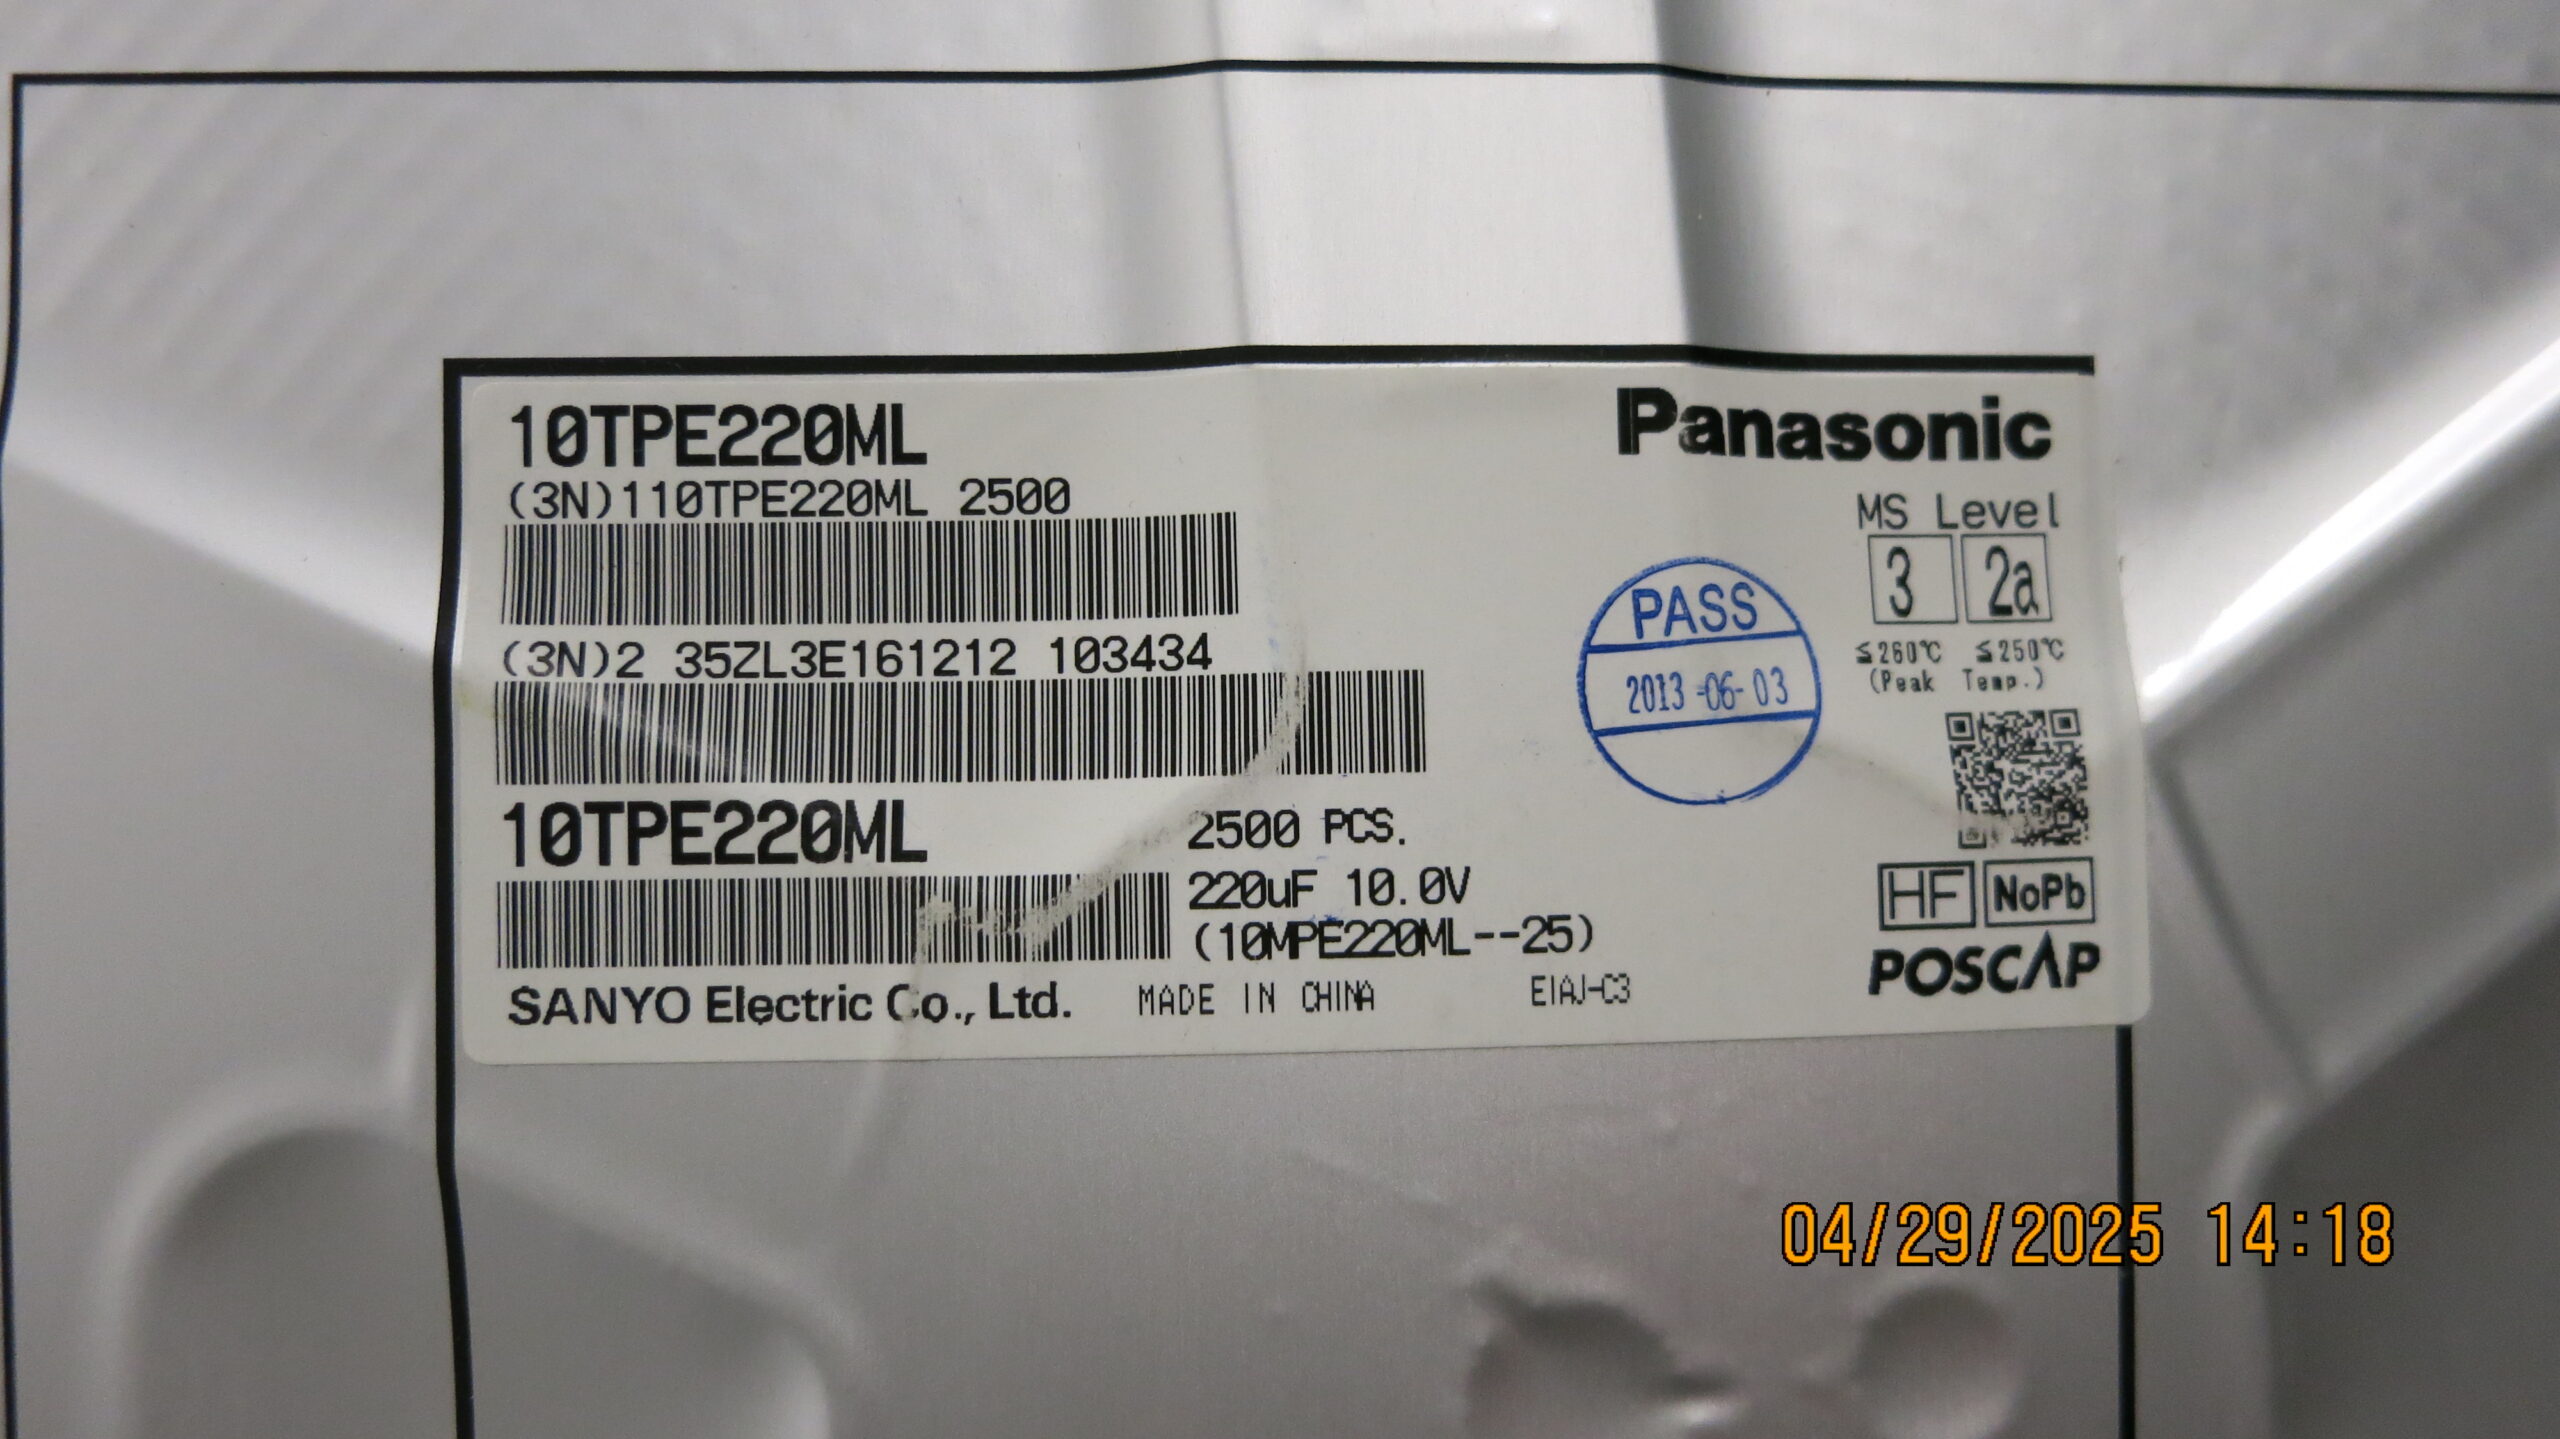 10TPE220ML
Panasonic
(3N)110TPE220ML 2500
MS Level
3 2a
≦260℃ ≦250℃
(Peak Temp.)
PASS
2013-06-03
(3N)2 35ZL3E161212 103434
10TPE220ML
2500 PCS.
220uF 10.0V
(10MPE220ML--25)
HF NoPb
POSCAP
SANYO Electric Co., Ltd. MADE IN CHINA EIAJ-C3
04/29/2025 14:18